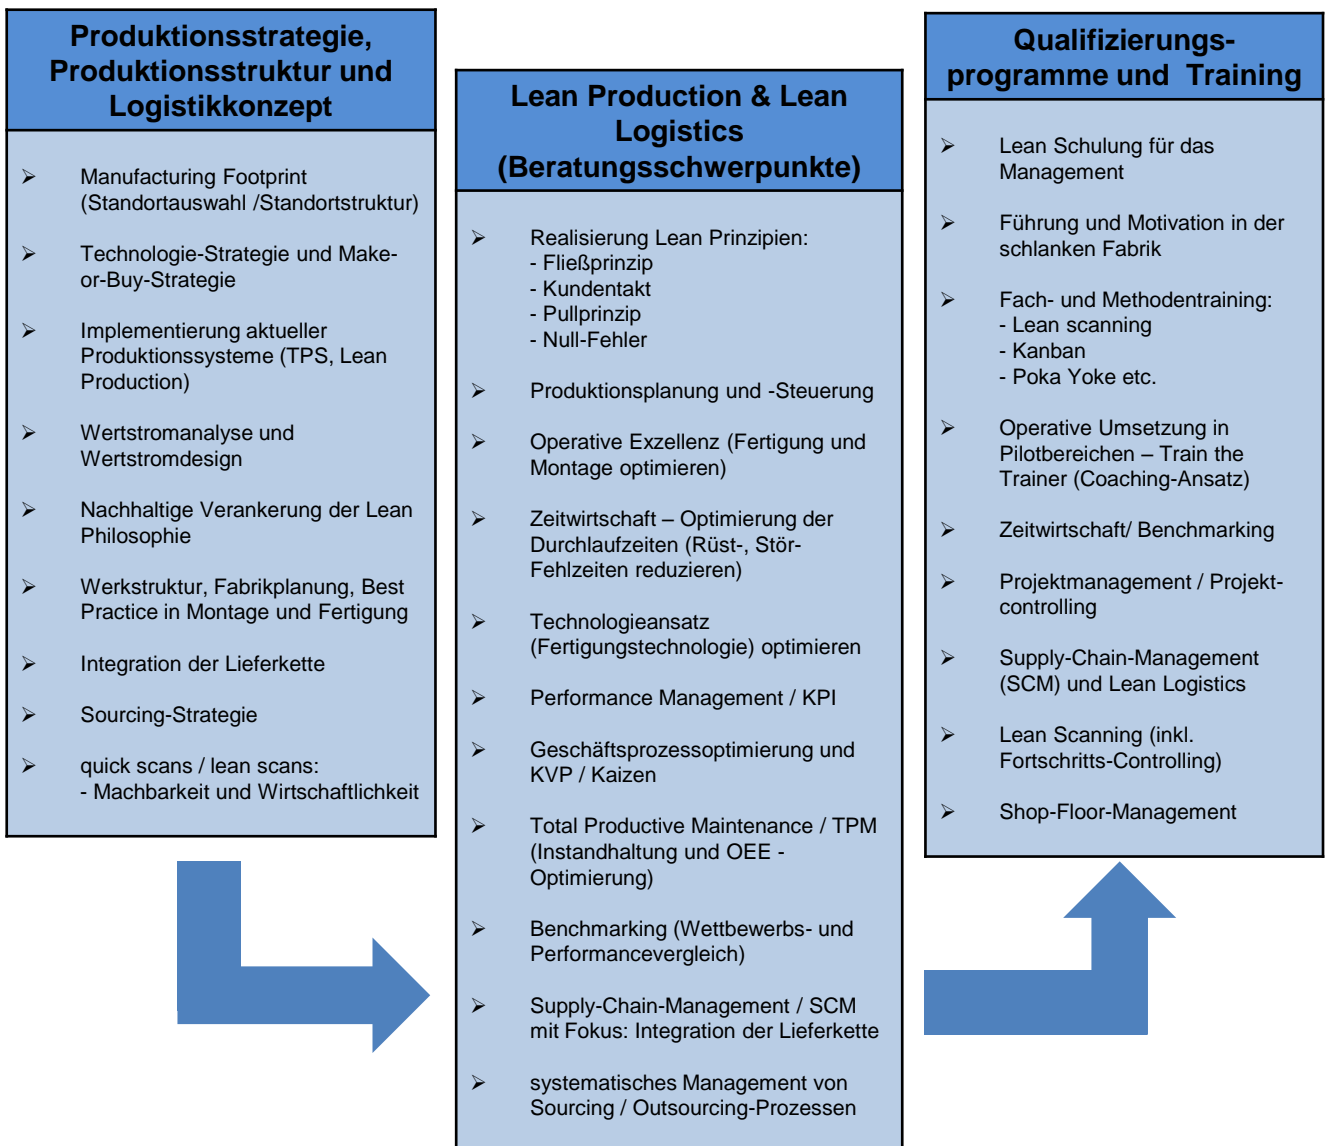 Produktionsstrategie,
Produktionsstruktur und
Logistikkonzept
➢ Manufacturing Footprint
(Standortauswahl /Standortstruktur)
➢ Technologie-Strategie und Make-
or-Buy-Strategie
➢ Implementierung aktueller
Produktionssysteme (TPS, Lean
Production)
➢ Wertstromanalyse und
Wertstromdesign
➢ Nachhaltige Verankerung der Lean
Philosophie
➢ Werkstruktur, Fabrikplanung, Best
Practice in Montage und Fertigung
➢ Integration der Lieferkette
➢ Sourcing-Strategie
➢ quick scans / lean scans:
- Machbarkeit und Wirtschaftlichkeit
Lean Production & Lean
Logistics
(Beratungsschwerpunkte)
➢ Realisierung Lean Prinzipien:
- Fließprinzip
- Kundentakt
- Pullprinzip
- Null-Fehler
➢ Produktionsplanung und -Steuerung
➢ Operative Exzellenz (Fertigung und
Montage optimieren)
➢ Zeitwirtschaft – Optimierung der
Durchlaufzeiten (Rüst-, Stör-
Fehlzeiten reduzieren)
➢ Technologieansatz
(Fertigungstechnologie) optimieren
➢ Performance Management / KPI
➢ Geschäftsprozessoptimierung und
KVP / Kaizen
➢ Total Productive Maintenance / TPM
(Instandhaltung und OEE -
Optimierung)
➢ Benchmarking (Wettbewerbs- und
Performancevergleich)
➢ Supply-Chain-Management / SCM
mit Fokus: Integration der Lieferkette
➢ systematisches Management von
Sourcing / Outsourcing-Prozessen
Qualifizierungs-
programme und Training
➢ Lean Schulung für das
Management
➢ Führung und Motivation in der
schlanken Fabrik
➢ Fach- und Methodentraining:
- Lean scanning
- Kanban
- Poka Yoke etc.
➢ Operative Umsetzung in
Pilotbereichen – Train the
Trainer (Coaching-Ansatz)
➢ Zeitwirtschaft/ Benchmarking
➢ Projektmanagement / Projekt-
controlling
➢ Supply-Chain-Management
(SCM) und Lean Logistics
➢ Lean Scanning (inkl.
Fortschritts-Controlling)
➢ Shop-Floor-Management